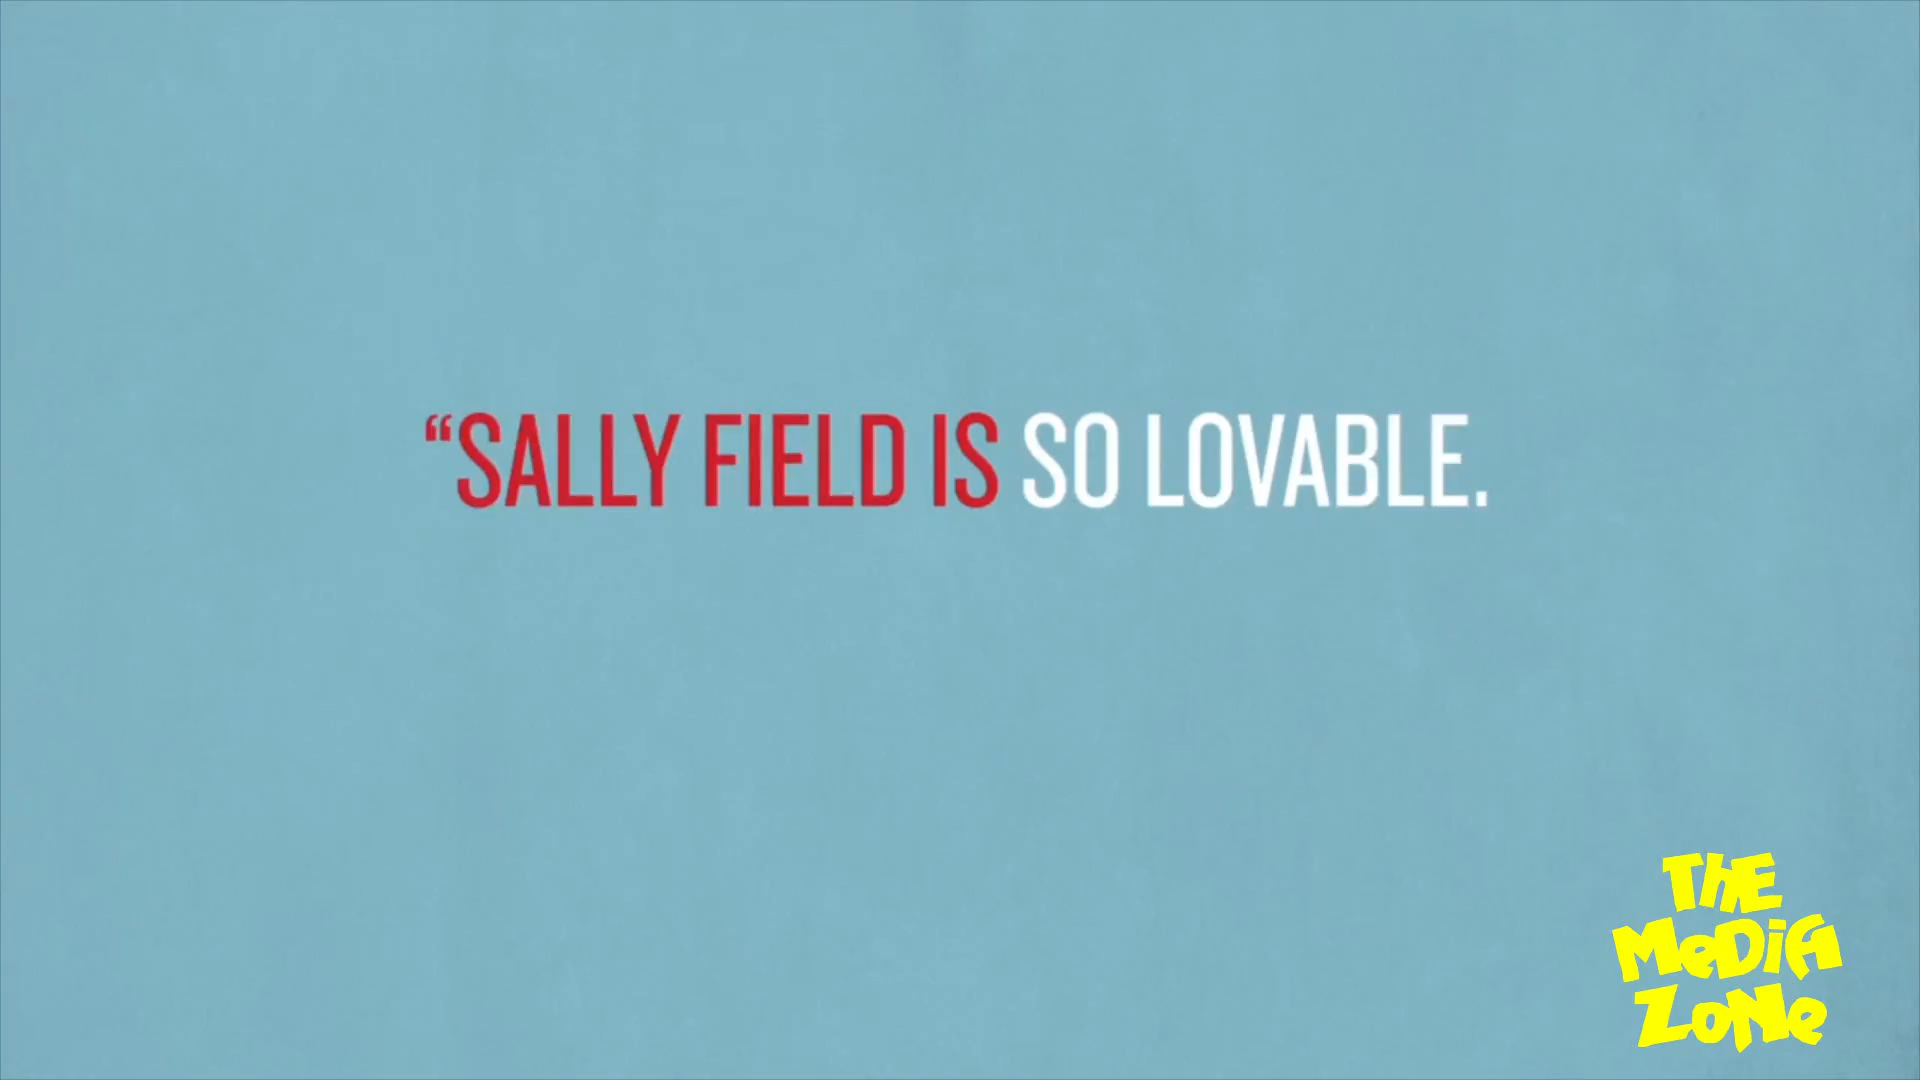 “SALLY FIELD IS SO LOVABLE.
THE
MeDiA
ZoNe